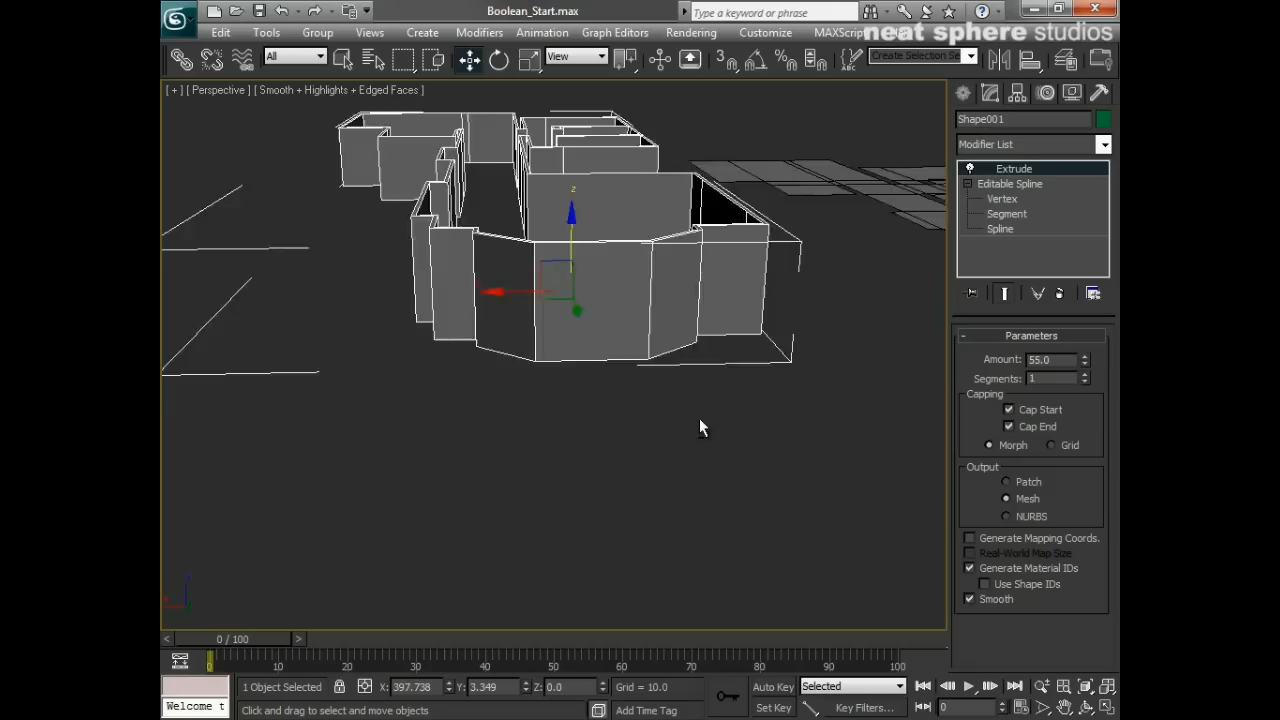 Boolean_Start.max
Type a keyword or phrase
Edit Tools Group Views Create Modifiers Animation Graph Editors Rendering Customize MAXScrip
neat sphere studios
All
View
Create Selection Se
[ + ] [ Perspective ] [ Smooth + Highlights + Edged Faces ]
z
Shape001
Modifier List
Extrude
Editable Spline
Vertex
Segment
Spline
- Parameters
Amount: 55.0
Segments: 1
Capping
Cap Start
Cap End
Morph Grid
Output
Patch
Mesh
NURBS
Generate Mapping Coords.
Real-World Map Size
Generate Material IDs
Use Shape IDs
Smooth
< 0 / 100 >
0 10 20 30 40 50 60 70 80 90 100
1 Object Selected X: 397.738 Y: 3.349 Z: 0.0 Grid = 10.0 Auto Key Selected
Welcome t Click and drag to select and move objects Add Time Tag Set Key Key Filters... 0